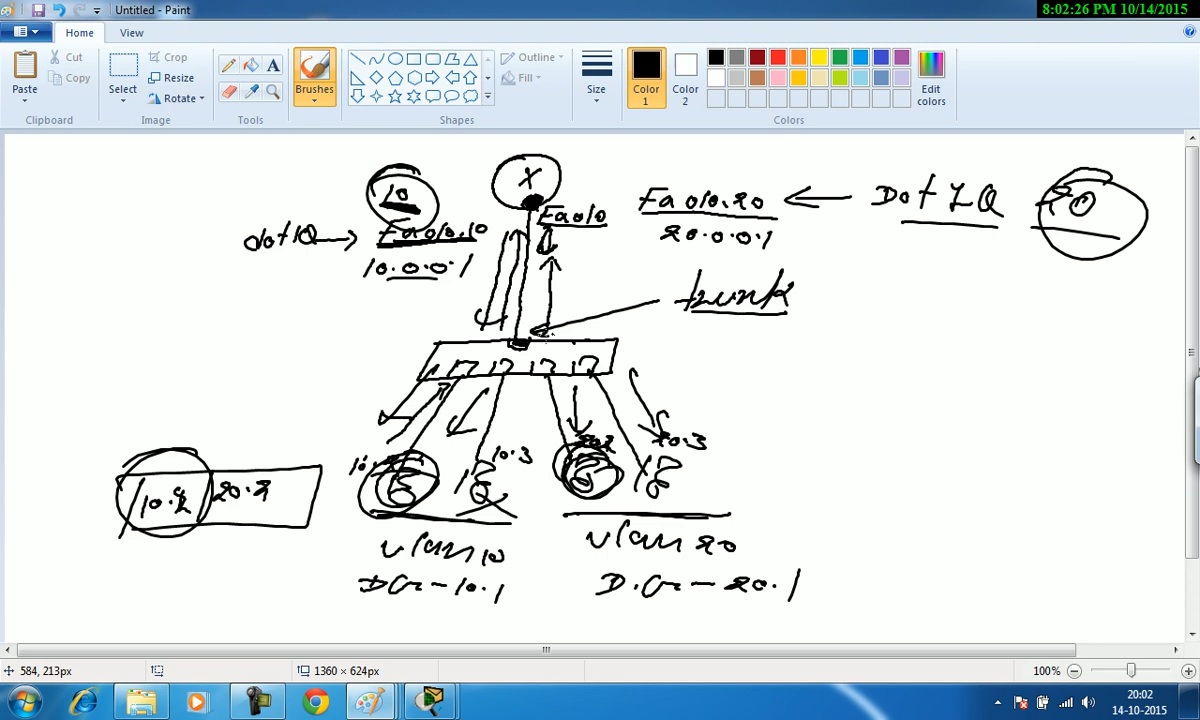 Untitled - Paint
8:02:26 PM 10/14/2015
Home
View
Paste
Cut
Copy
Clipboard
Select
Crop
Resize
Rotate
Image
Tools
Brushes
Shapes
Outline
Fill
Size
Color 1
Color 2
Colors
Edit colors
10
X
Fa0/0
Fa0/0.20
Dot1Q
20
dot1Q
Fa0/0.10
20.0.0.1
10.0.0.1
trunk
10.3
20.3
10.2
20.2
vlan 10
vlan 20
DG - 10.1
D.G - 20.1
584, 213px
1360 × 624px
100%
20:02
14-10-2015